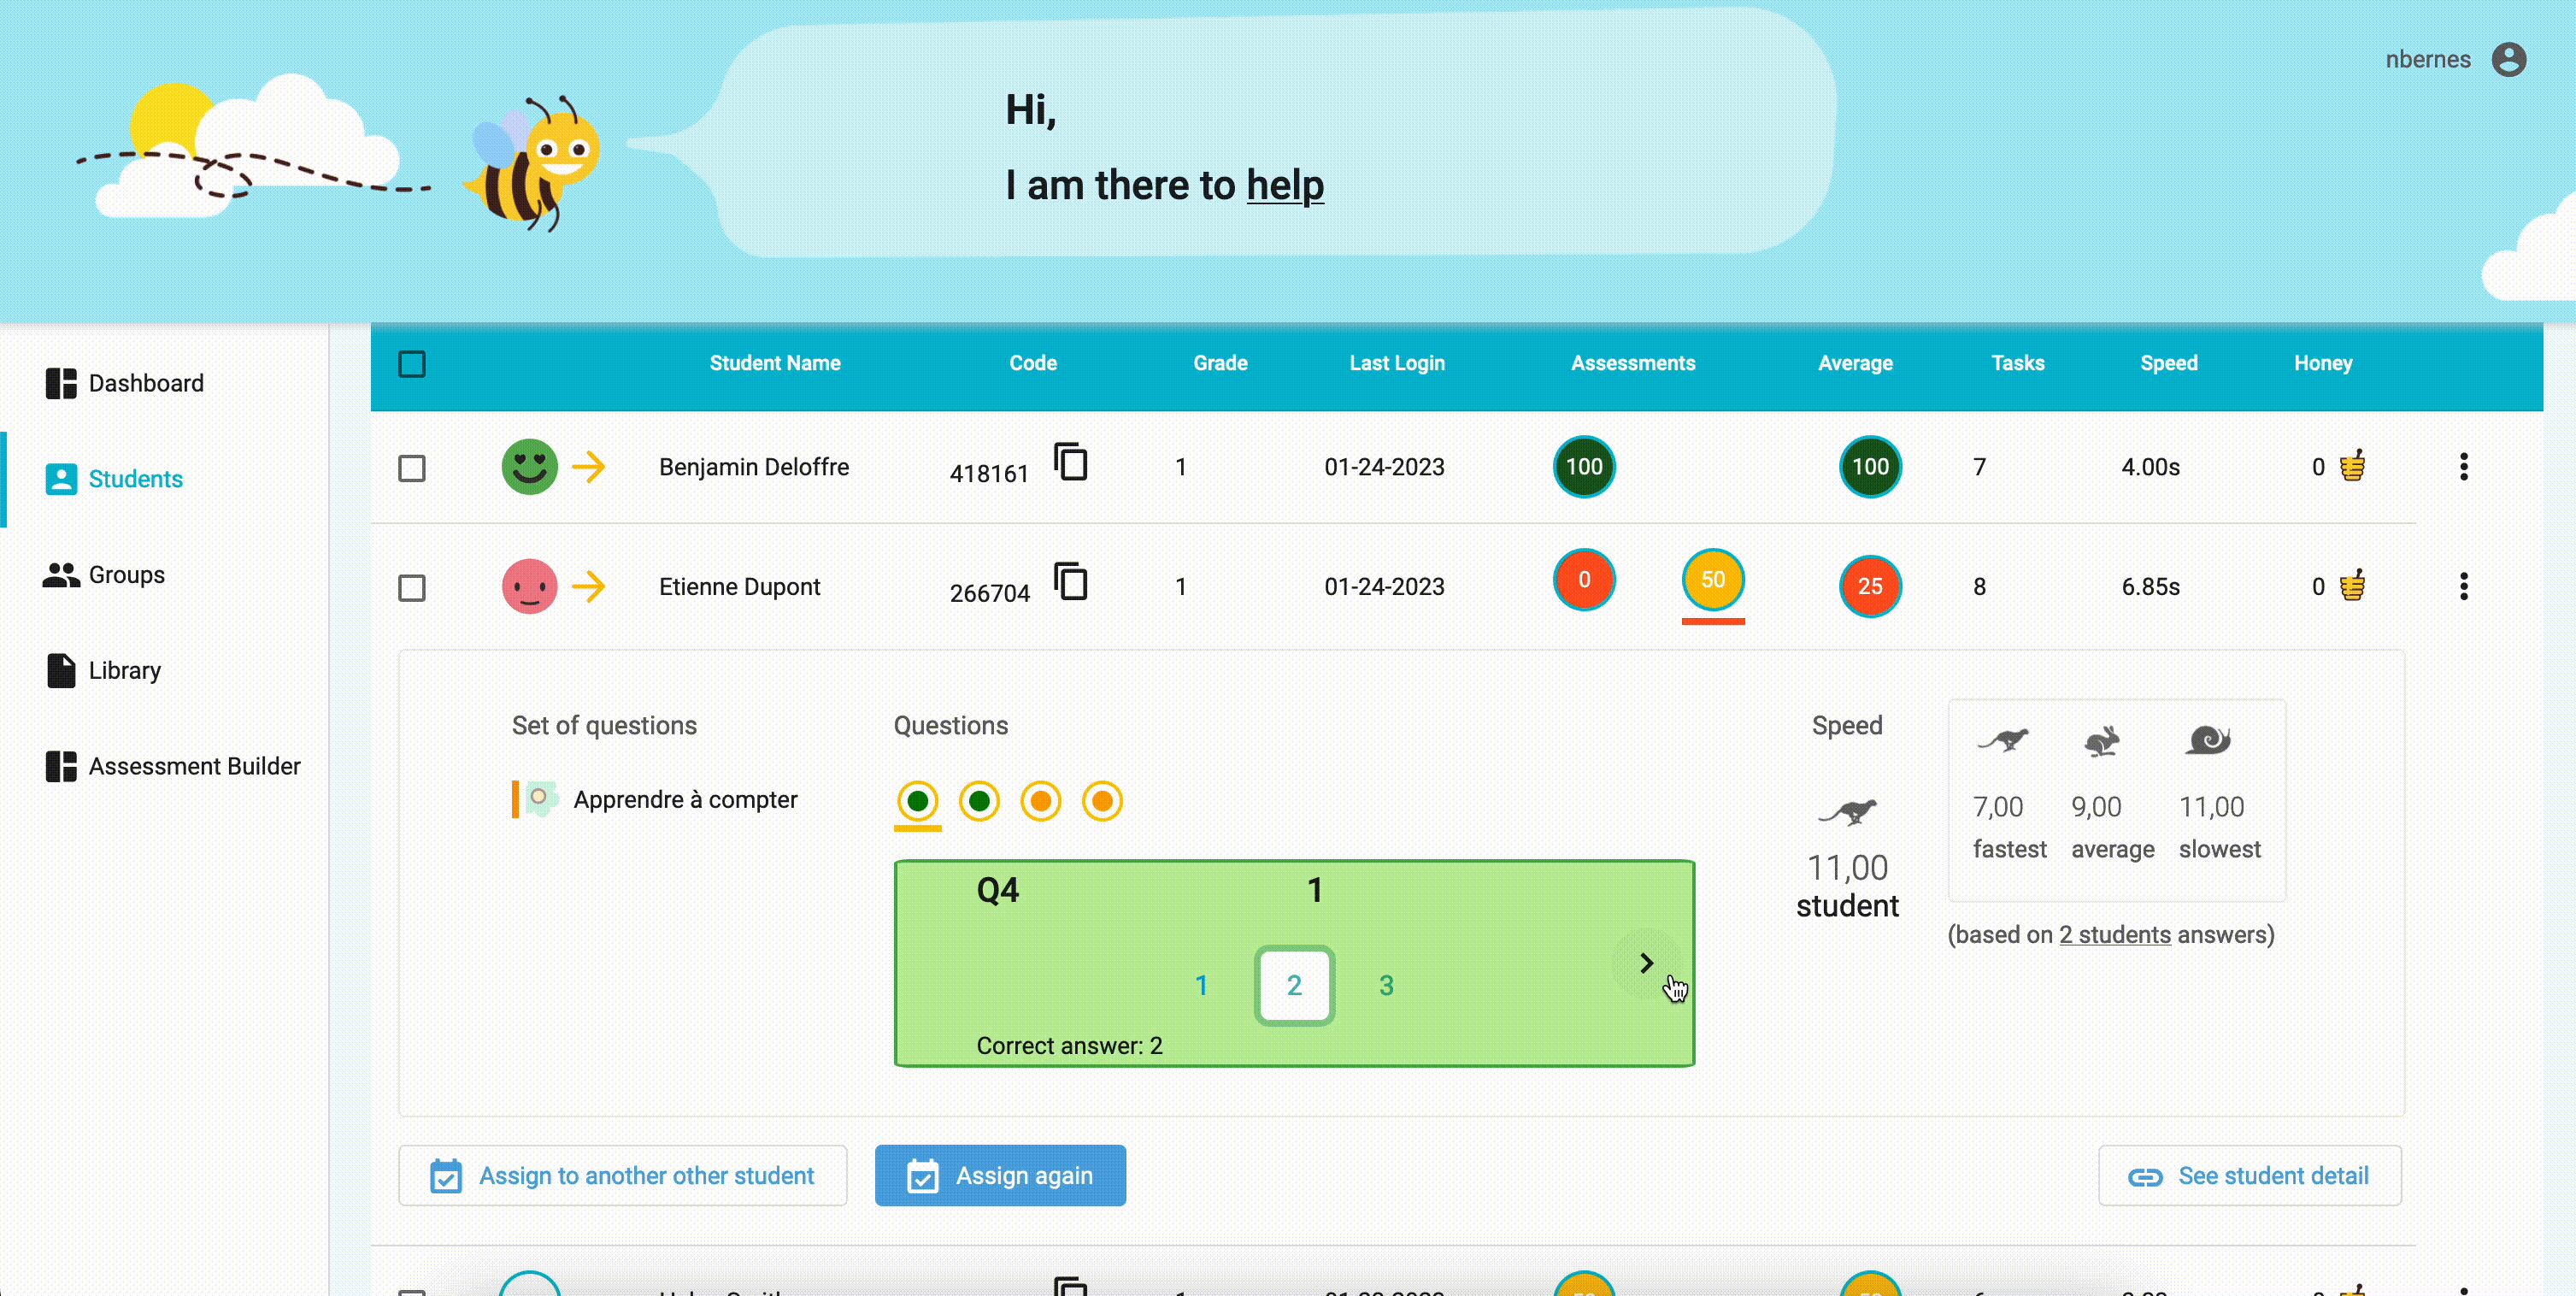 nbernes
Hi,
I am there to help
Dashboard
Students
Groups
Library
Assessment Builder
Student Name Code Grade Last Login Assessments Average Tasks Speed Honey
Benjamin Deloffre 418161 1 01-24-2023 100 100 7 4.00s 0
Etienne Dupont 266704 1 01-24-2023 0 50 25 8 6.85s 0
Set of questions Questions Speed
Apprendre à compter
7,00 9,00 11,00
fastest average slowest
11,00
student
(based on 2 students answers)
Q4 1
1 2 3
Correct answer: 2
Assign to another other student Assign again See student detail